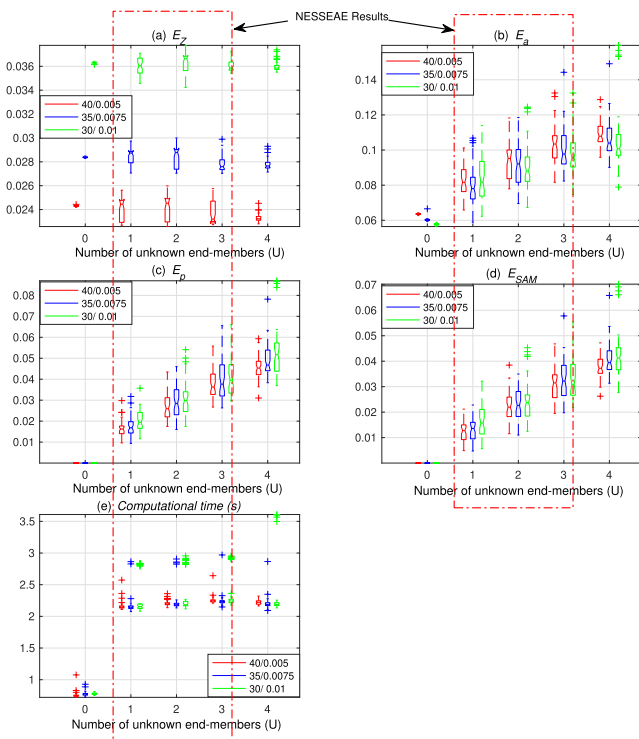 NESSEAE Results
(a) E_Z
0.036
0.032
0.028
0.024
40/0.005
35/0.0075
30/ 0.01
0 1 2 3 4
Number of unknown end-members (U)
(b) E_a
0.14
0.12
0.1
0.08
0.06
40/0.005
35/0.0075
30/ 0.01
0 1 2 3 4
Number of unknown end-members (U)
(c) E_p
0.08
0.07
0.06
0.05
0.04
0.03
0.02
0.01
40/0.005
35/0.0075
30/ 0.01
0 1 2 3 4
Number of unknown end-members (U)
(d) E_SAM
0.07
0.06
0.05
0.04
0.03
0.02
0.01
40/0.005
35/0.0075
30/ 0.01
0 1 2 3 4
Number of unknown end-members (U)
(e) Computational time (s)
3.5
3
2.5
2
1.5
1
40/0.005
35/0.0075
30/ 0.01
0 1 2 3 4
Number of unknown end-members (U)